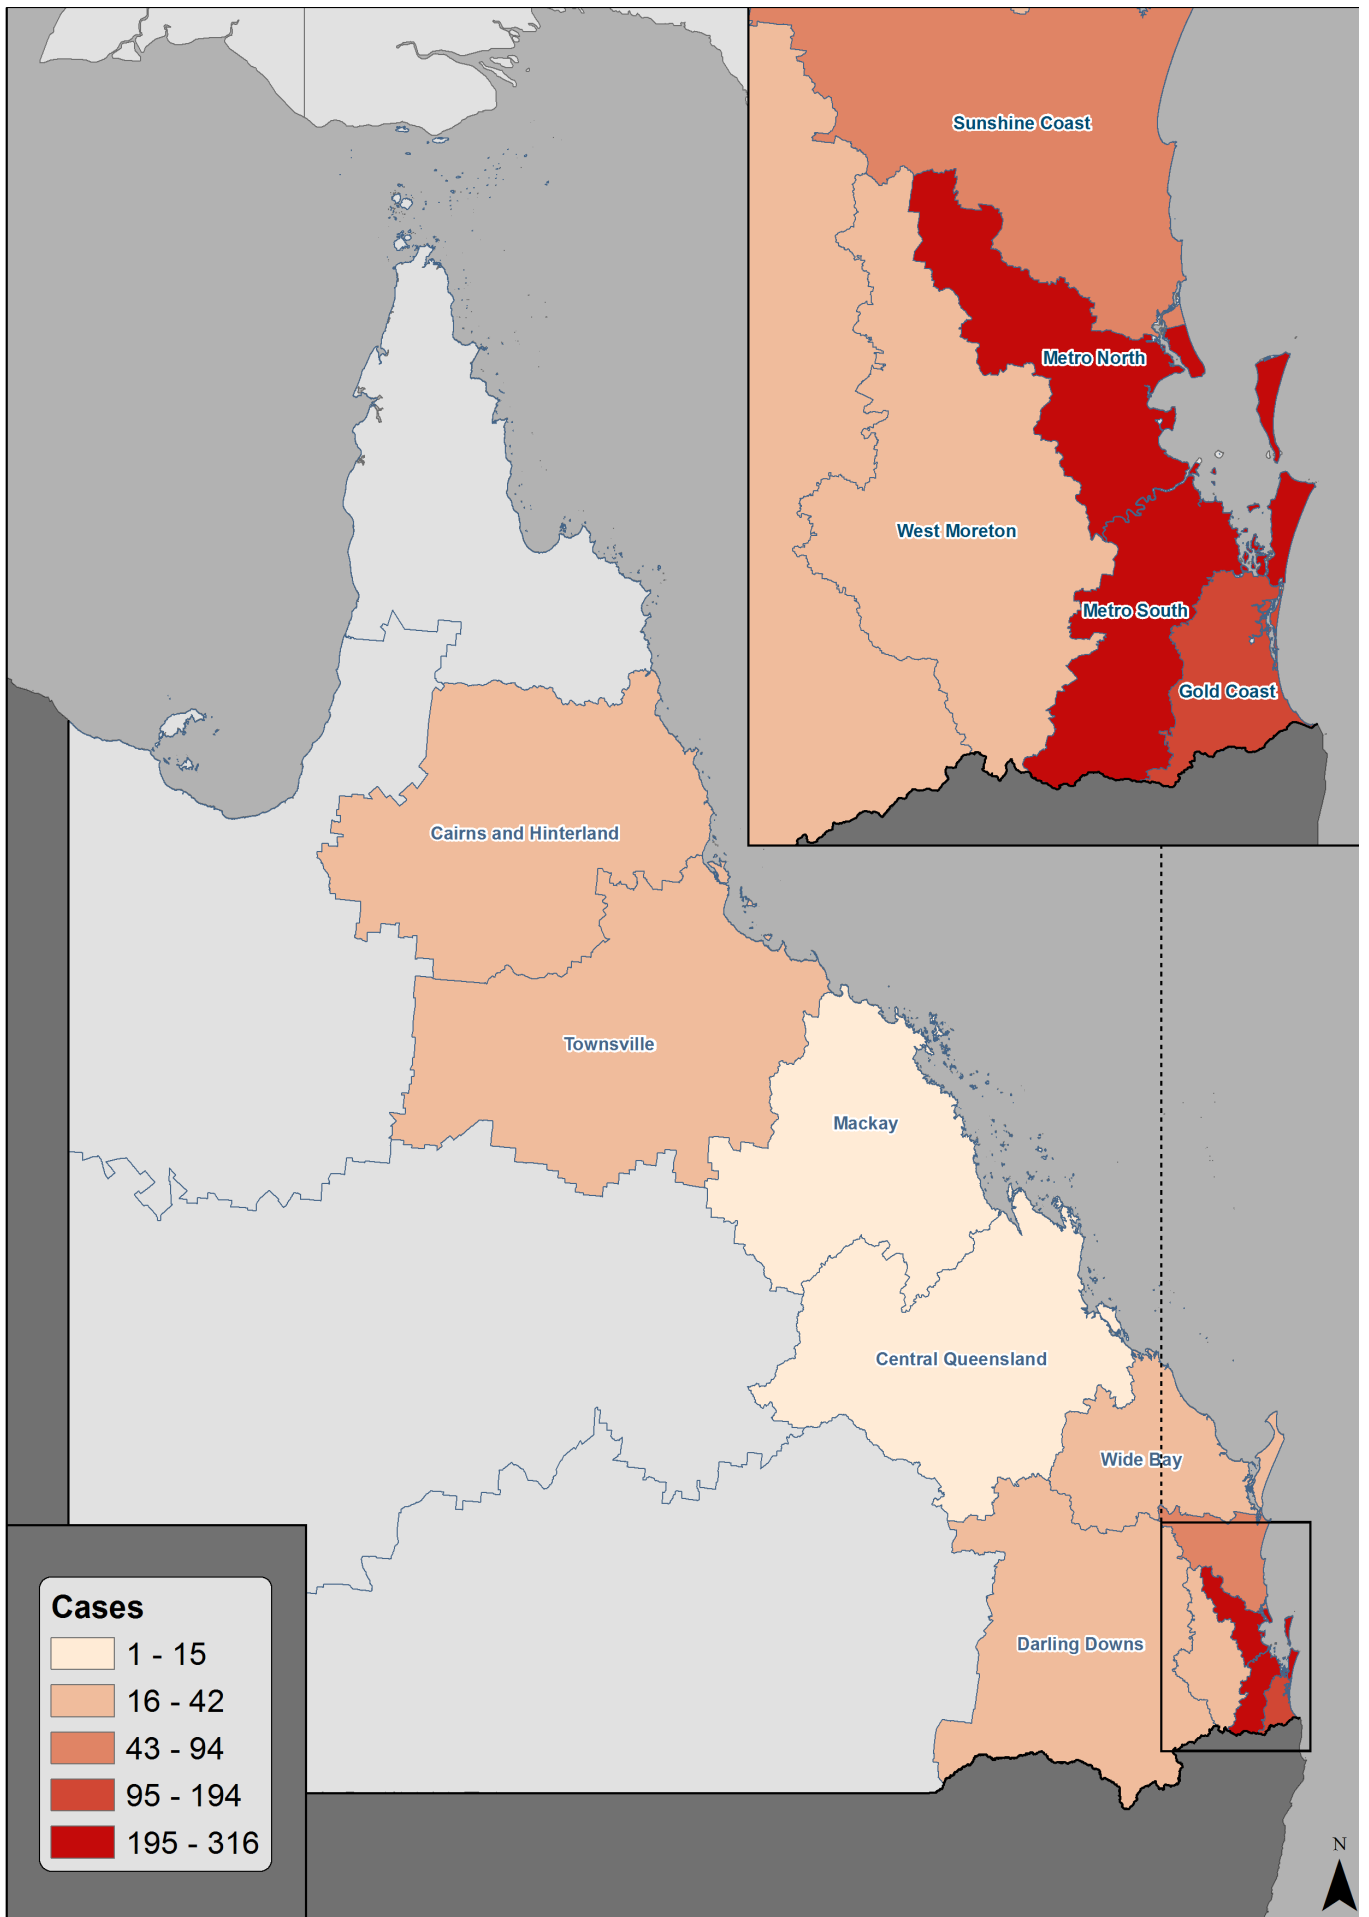 Sunshine Coast
Metro North
West Moreton
Metro South
Gold Coast
Cairns and Hinterland
Townsville
Mackay
Central Queensland
Wide Bay
Darling Downs
Cases
1 - 15
16 - 42
43 - 94
95 - 194
195 - 316
N